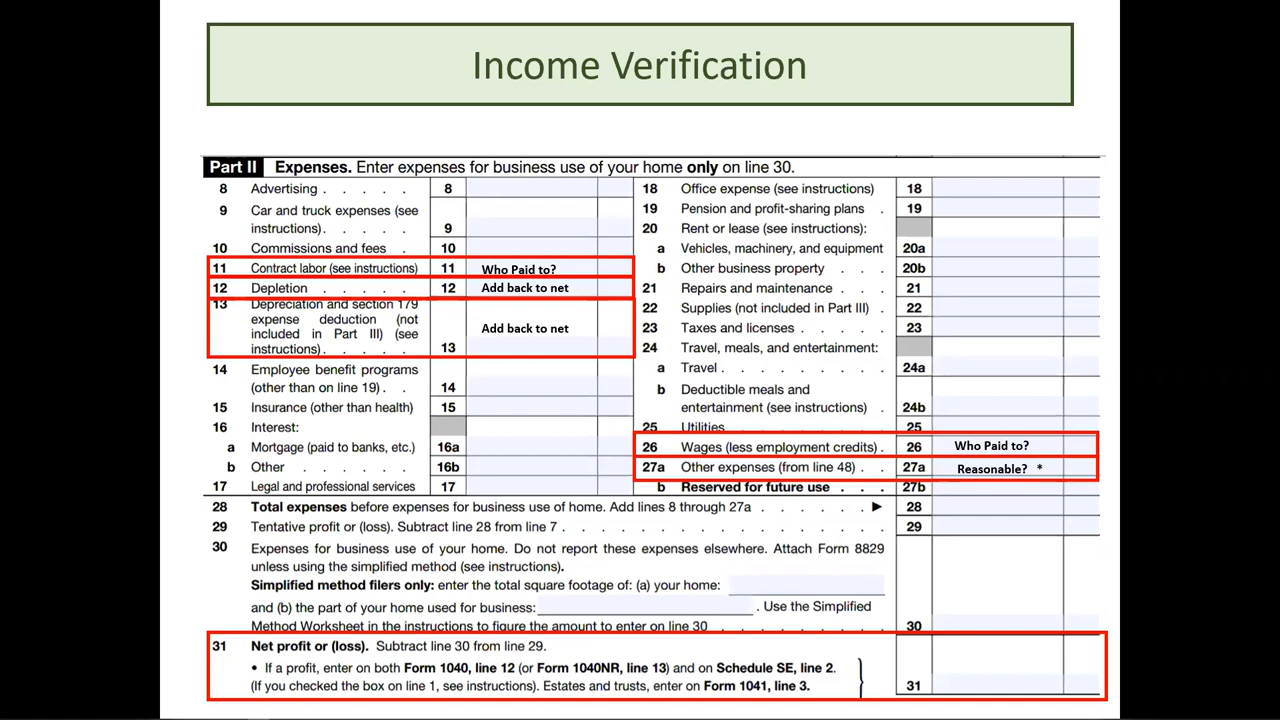 Income Verification
Part II Expenses. Enter expenses for business use of your home only on line 30.
8 Advertising . . . . . 8
9 Car and truck expenses (see
instructions). . . . . 9
10 Commissions and fees . 10
11 Contract labor (see instructions) 11 Who Paid to?
12 Depletion . . . . . 12 Add back to net
13 Depreciation and section 179
expense deduction (not
included in Part III) (see
instructions). . . . . 13 Add back to net
14 Employee benefit programs
(other than on line 19). . 14
15 Insurance (other than health) 15
16 Interest:
a Mortgage (paid to banks, etc.) 16a
b Other . . . . . 16b
17 Legal and professional services 17
18 Office expense (see instructions) 18
19 Pension and profit-sharing plans . 19
20 Rent or lease (see instructions):
a Vehicles, machinery, and equipment 20a
b Other business property . . . 20b
21 Repairs and maintenance . . . 21
22 Supplies (not included in Part III) . 22
23 Taxes and licenses . . . . . 23
24 Travel, meals, and entertainment:
a Travel . . . . . . . . . 24a
b Deductible meals and
entertainment (see instructions) . 24b
25 Utilities . . . . . . . . 25
26 Wages (less employment credits) . 26 Who Paid to?
27a Other expenses (from line 48) . . 27a Reasonable? *
b Reserved for future use . . . 27b
28 Total expenses before expenses for business use of home. Add lines 8 through 27a . . . . . . ▶ 28
29 Tentative profit or (loss). Subtract line 28 from line 7 . . . . . . . . . . . . . . . . . 29
30 Expenses for business use of your home. Do not report these expenses elsewhere. Attach Form 8829
unless using the simplified method (see instructions).
Simplified method filers only: enter the total square footage of: (a) your home:
and (b) the part of your home used for business: . Use the Simplified
Method Worksheet in the instructions to figure the amount to enter on line 30 . . . . . . . . . 30
31 Net profit or (loss). Subtract line 30 from line 29.
• If a profit, enter on both Form 1040, line 12 (or Form 1040NR, line 13) and on Schedule SE, line 2.
(If you checked the box on line 1, see instructions). Estates and trusts, enter on Form 1041, line 3. } 31